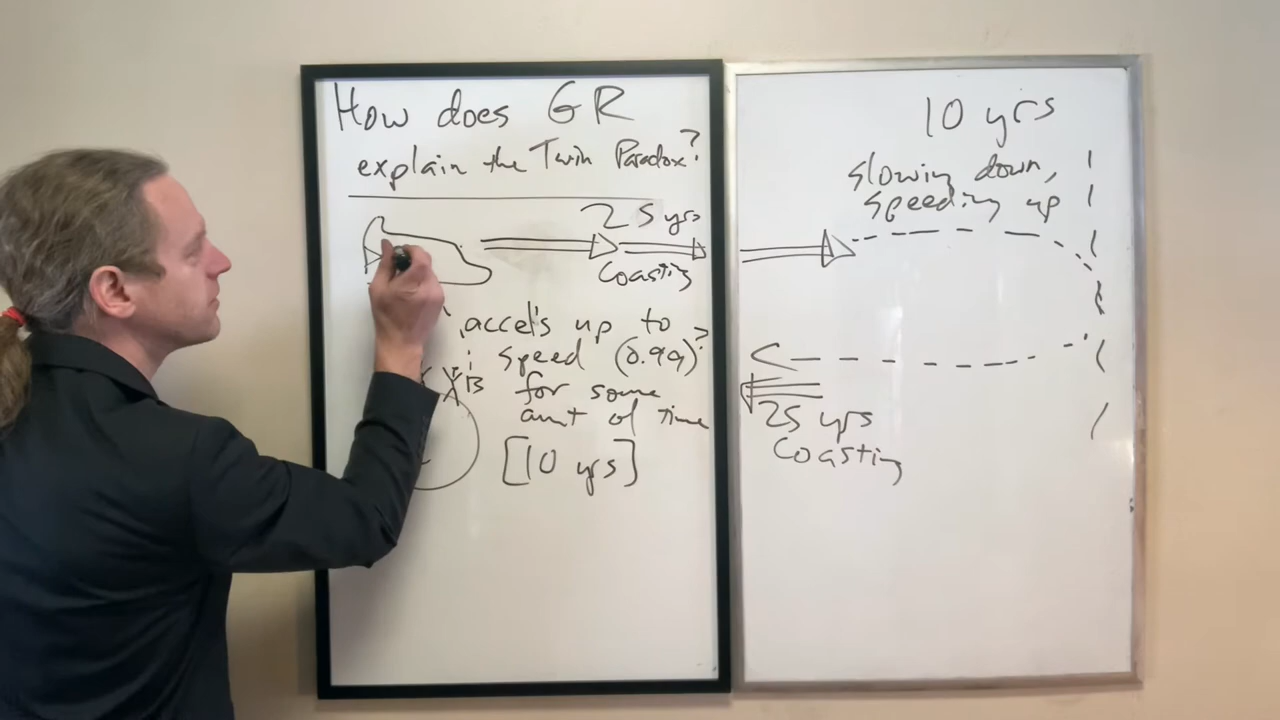 How does GR
explain the Twin Paradox?
25 yrs
Coasting
accel's up to
speed (0.99)?
for some
amt of time
[10 yrs]
B
10 yrs
slowing down,
speeding up
25 yrs
Coasting